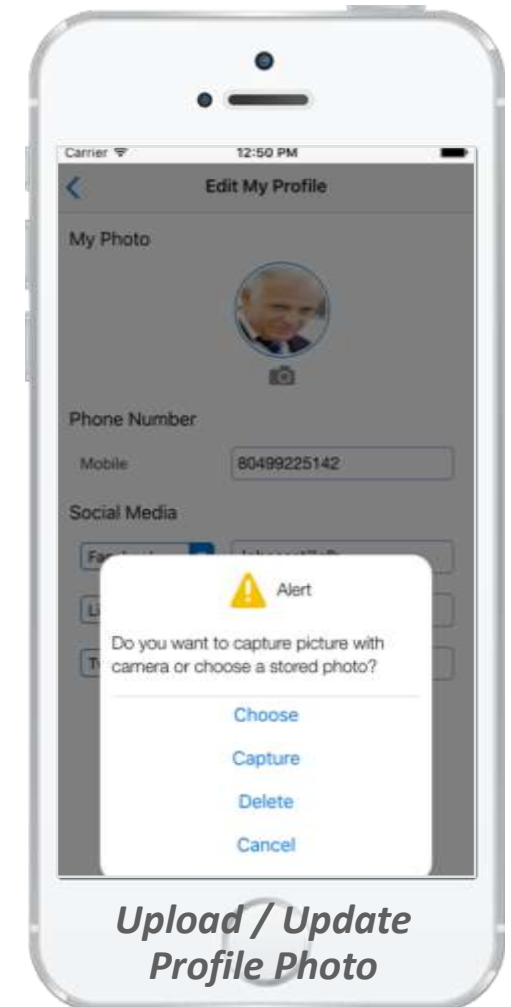 Carrier 12:50 PM
Edit My Profile
My Photo
Phone Number
Mobile 80499225142
Social Media
Alert
Do you want to capture picture with
camera or choose a stored photo?
Choose
Capture
Delete
Cancel
Upload / Update
Profile Photo